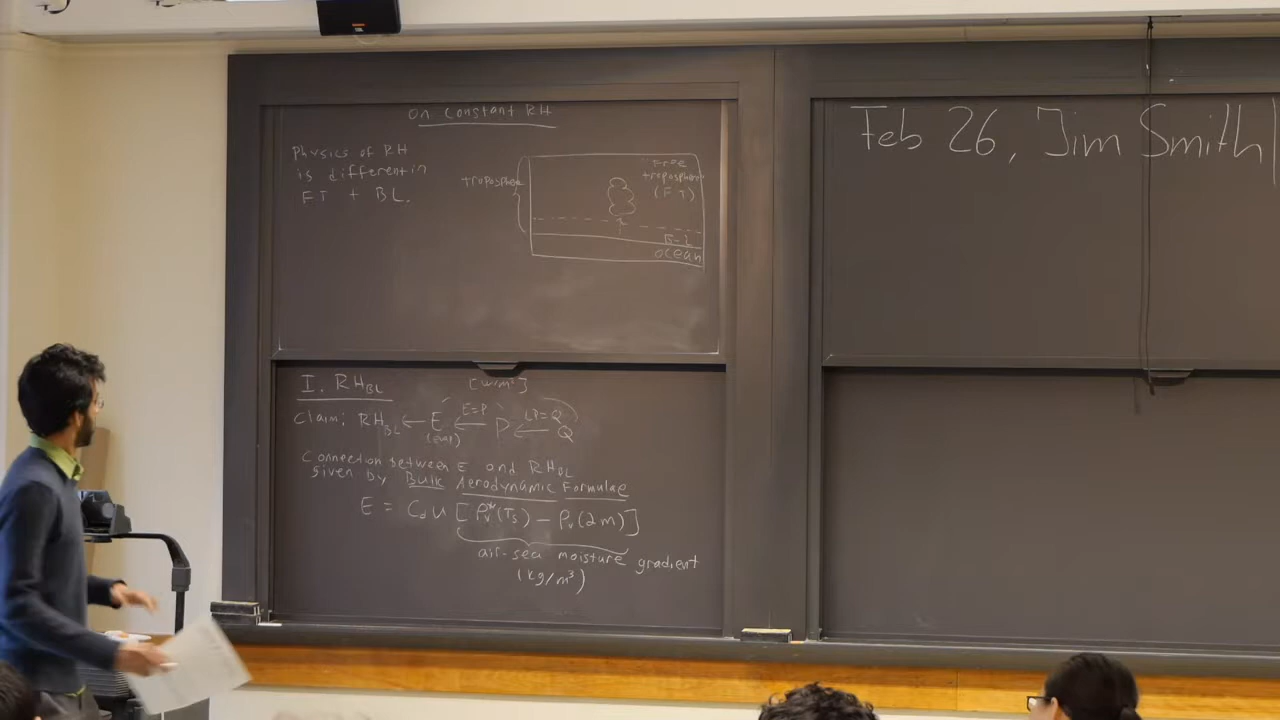 On Constant RH
Physics of RH
is different in
FT + BL.
troposphere
"Free
troposphere"
(FT)
B-L
ocean
I. RH_BL
[W/m²]
Claim: RH_BL ← E ←(E=P) P ←(LP=Q) Q
(evap)
Connection between E and RH_BL
given by Bulk Aerodynamic Formulae
E = C_d u [ρ_v*(T_s) - ρ_v(2m)]
air-sea moisture gradient
(kg/m³)
Feb 26, Jim Smith